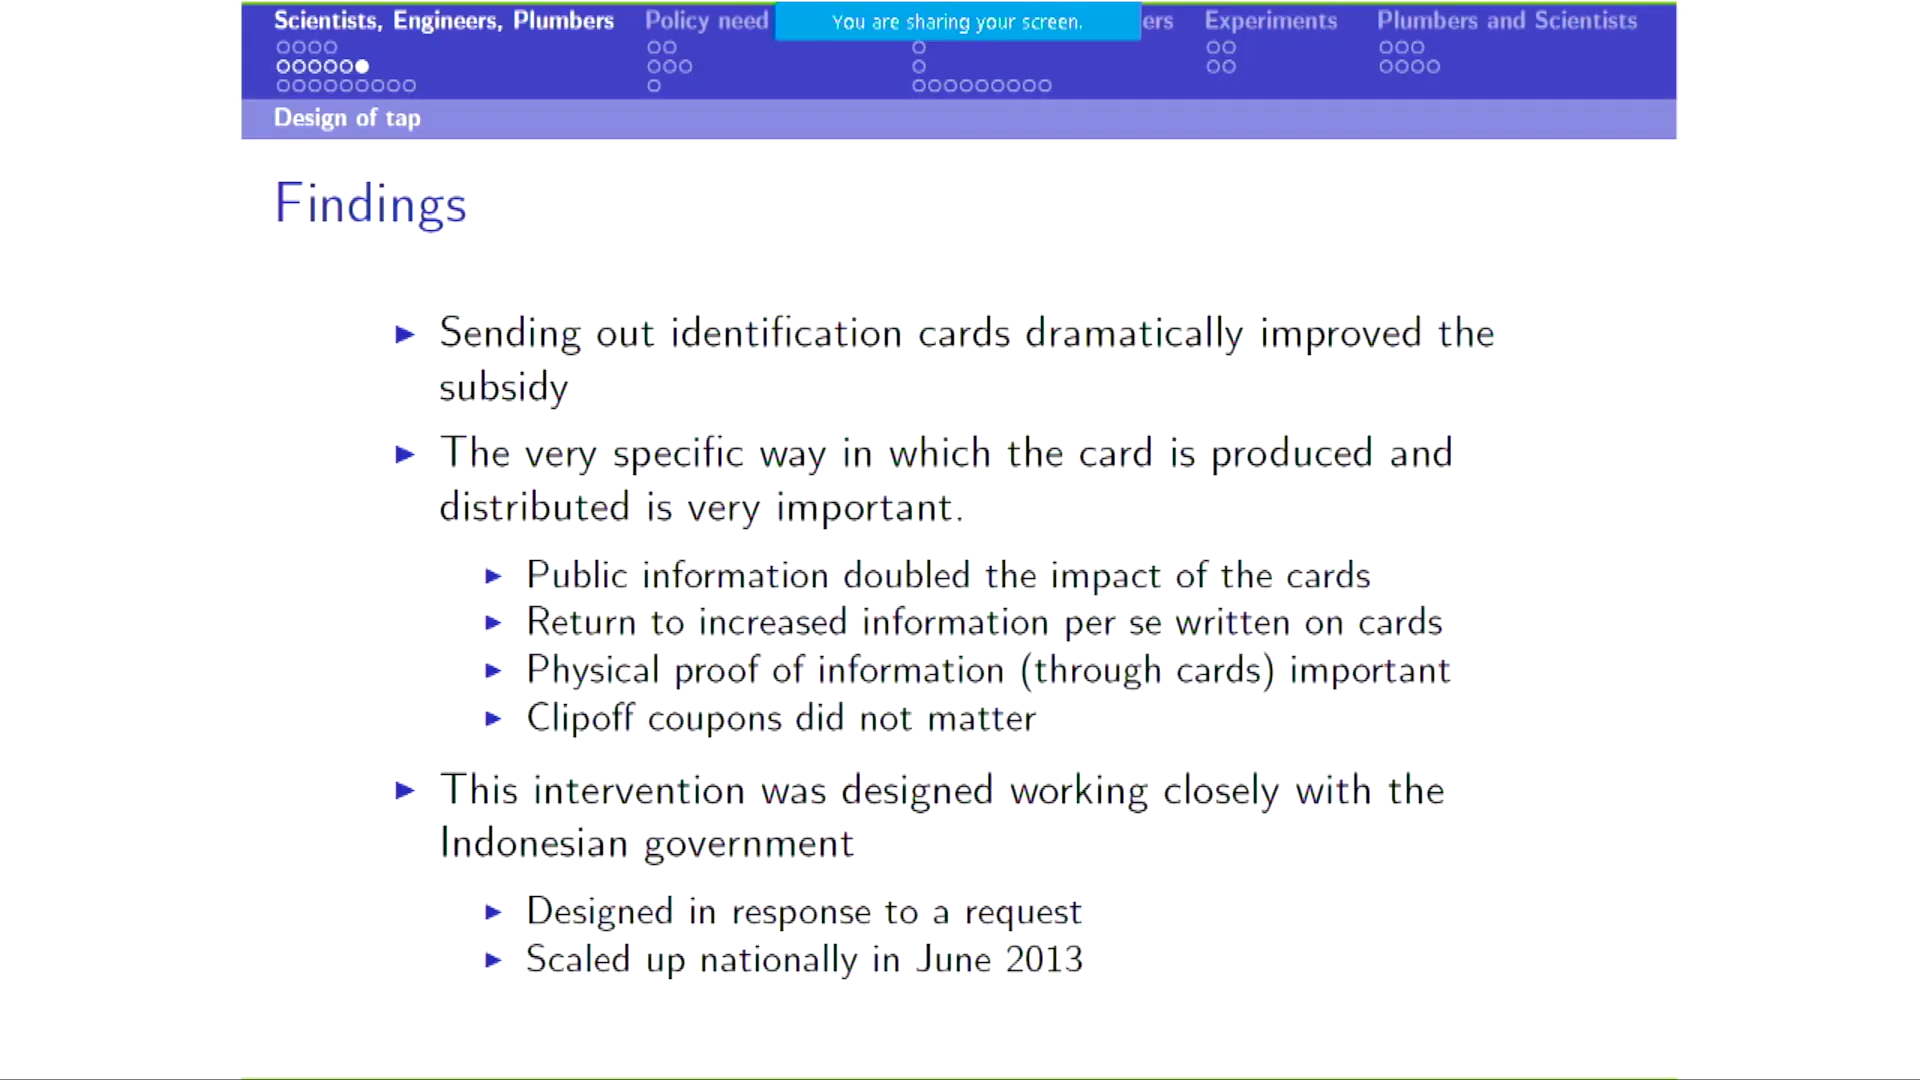 Scientists, Engineers, Plumbers Policy need You are sharing your screen. ers Experiments Plumbers and Scientists
Design of tap
Findings
Sending out identification cards dramatically improved the
subsidy
The very specific way in which the card is produced and
distributed is very important.
Public information doubled the impact of the cards
Return to increased information per se written on cards
Physical proof of information (through cards) important
Clipoff coupons did not matter
This intervention was designed working closely with the
Indonesian government
Designed in response to a request
Scaled up nationally in June 2013